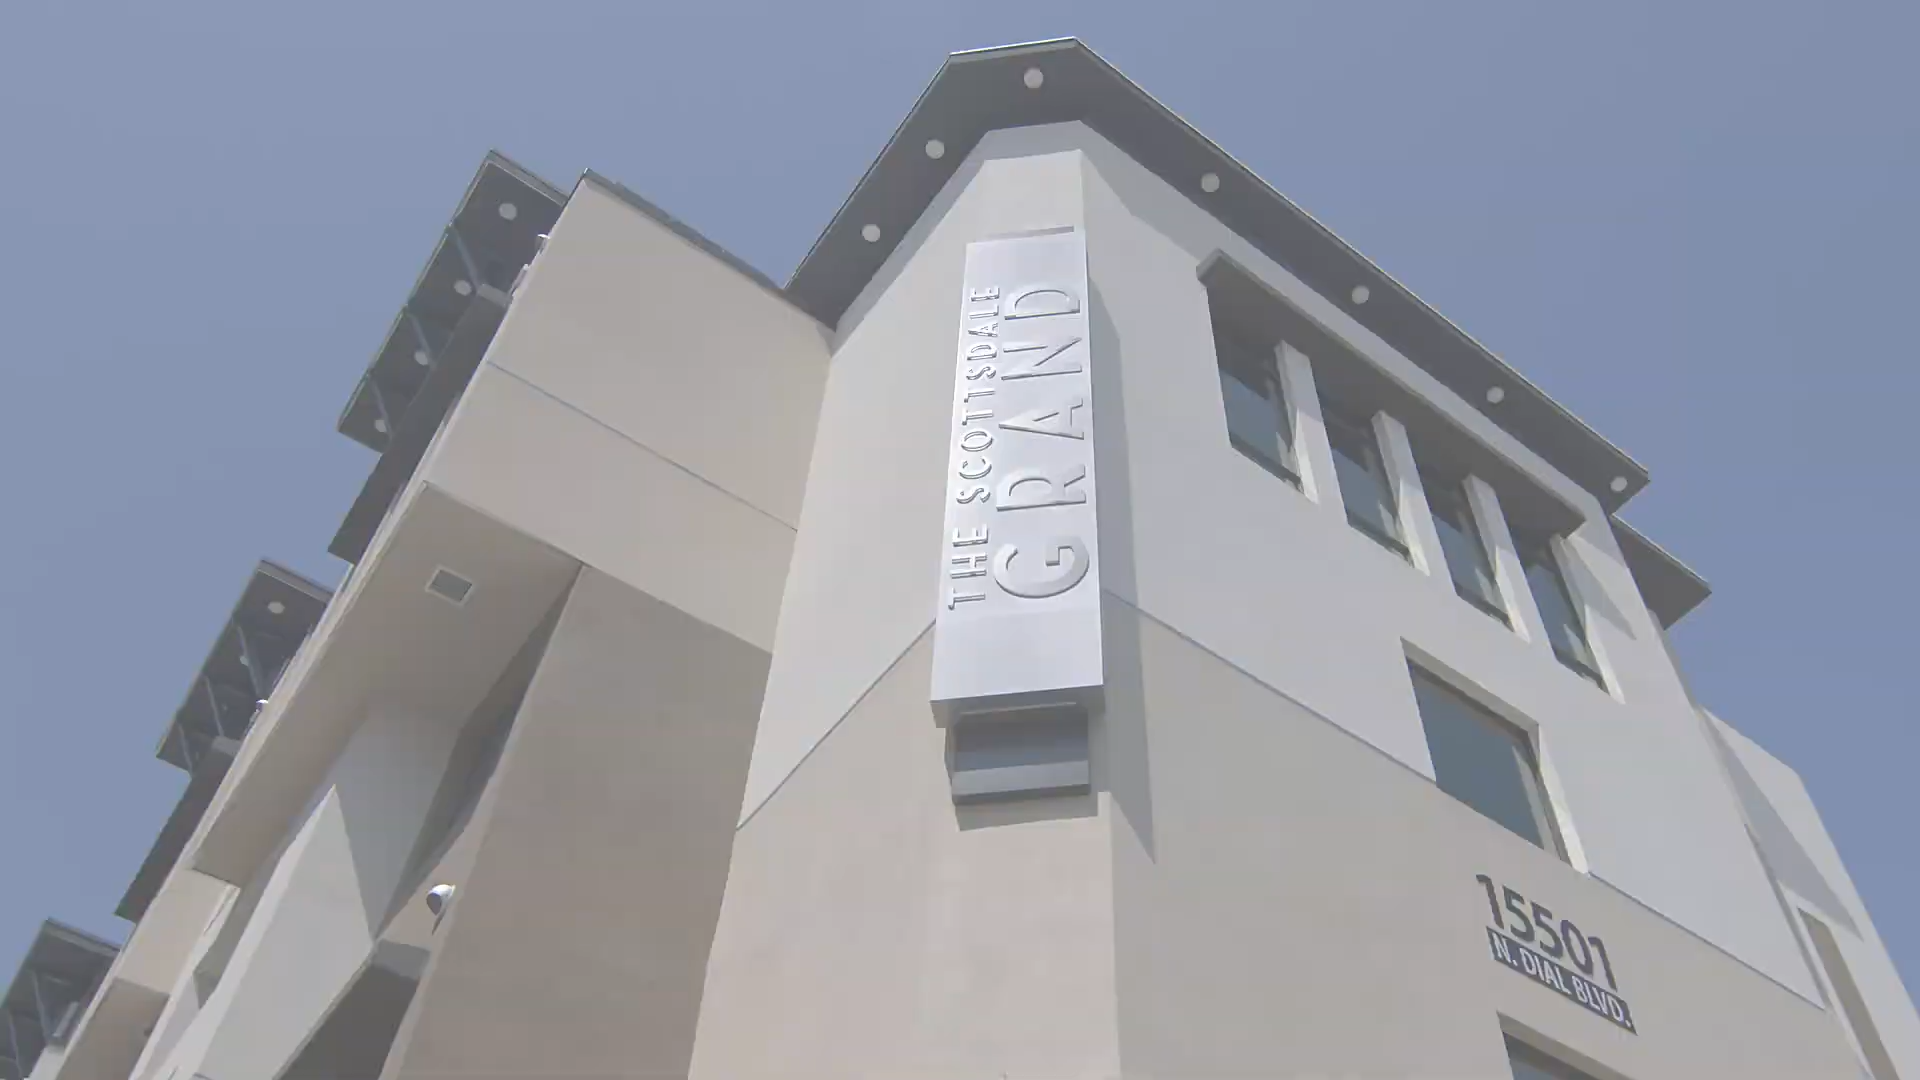 THE SCOTTSDALE
GRAND
15501
N. DIAL BLVD.